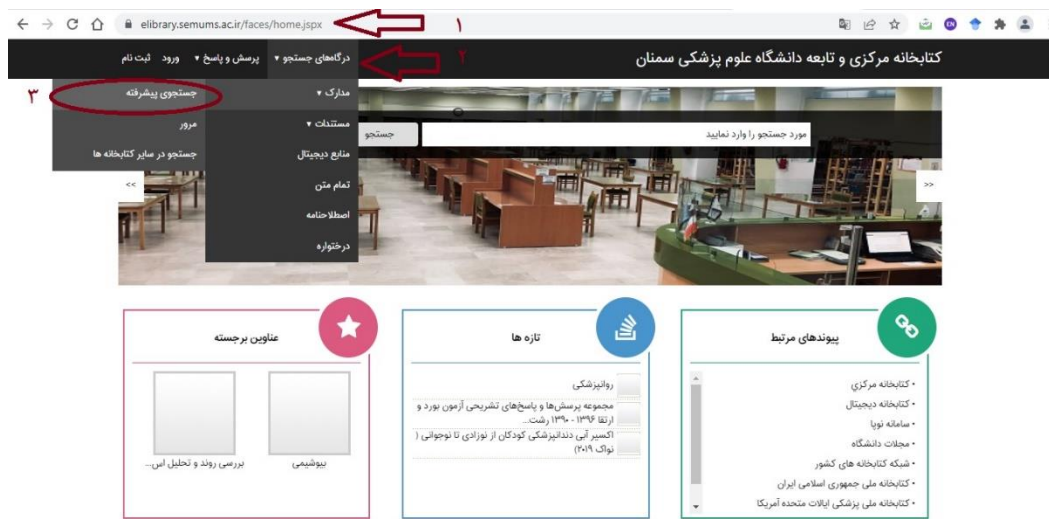 elibrary.semums.ac.ir/faces/home.jspx
۱
کتابخانه مرکزی و تابعه دانشگاه علوم پزشکی سمنان
درگاههای جستجو ▾ پرسش و پاسخ ▾ ورود ثبت نام
۲
۳
مدارک ▾
مستندات ▾
منابع دیجیتال
تمام متن
اصطلاحنامه
درختواره
جستجوی پیشرفته
مرور
جستجو در سایر کتابخانه ها
مورد جستجو را وارد نمایید
جستجو
>>
<<
پیوندهای مرتبط
• کتابخانه مرکزي
• کتابخانه دیجیتال
• سامانه نوپا
• مجلات دانشگاه
• شبکه کتابخانه های کشور
• کتابخانه ملی جمهوری اسلامی ایران
• کتابخانه ملی پزشکی ایالات متحده آمریکا
تازه ها
روانپزشکی
مجموعه پرسش‌ها و پاسخ‌های تشریحی آزمون بورد و
ارتقا ۱۳۹۶ - ۱۳۹۰ رشت...
اکسیر آبی دندانپزشکی کودکان از نوزادی تا نوجوانی (
نواک ۲۰۱۹)
عناوین برجسته
بیوشیمی
بررسی روند و تحلیل اس...